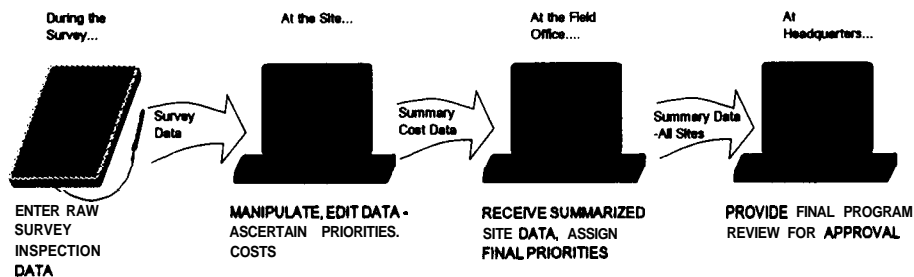 During the
Survey...
At the Site...
At the Field
Office....
At
Headquarters...
Survey
Data
Summary
Cost Data
Summary Data
-All Sites
ENTER RAW
SURVEY
INSPECTION
DATA
MANIPULATE, EDIT DATA -
ASCERTAIN PRIORITIES.
COSTS
RECEIVE SUMMARIZED
SITE DATA, ASSIGN
FINAL PRIORITIES
PROVIDE FINAL PROGRAM
REVIEW FOR APPROVAL